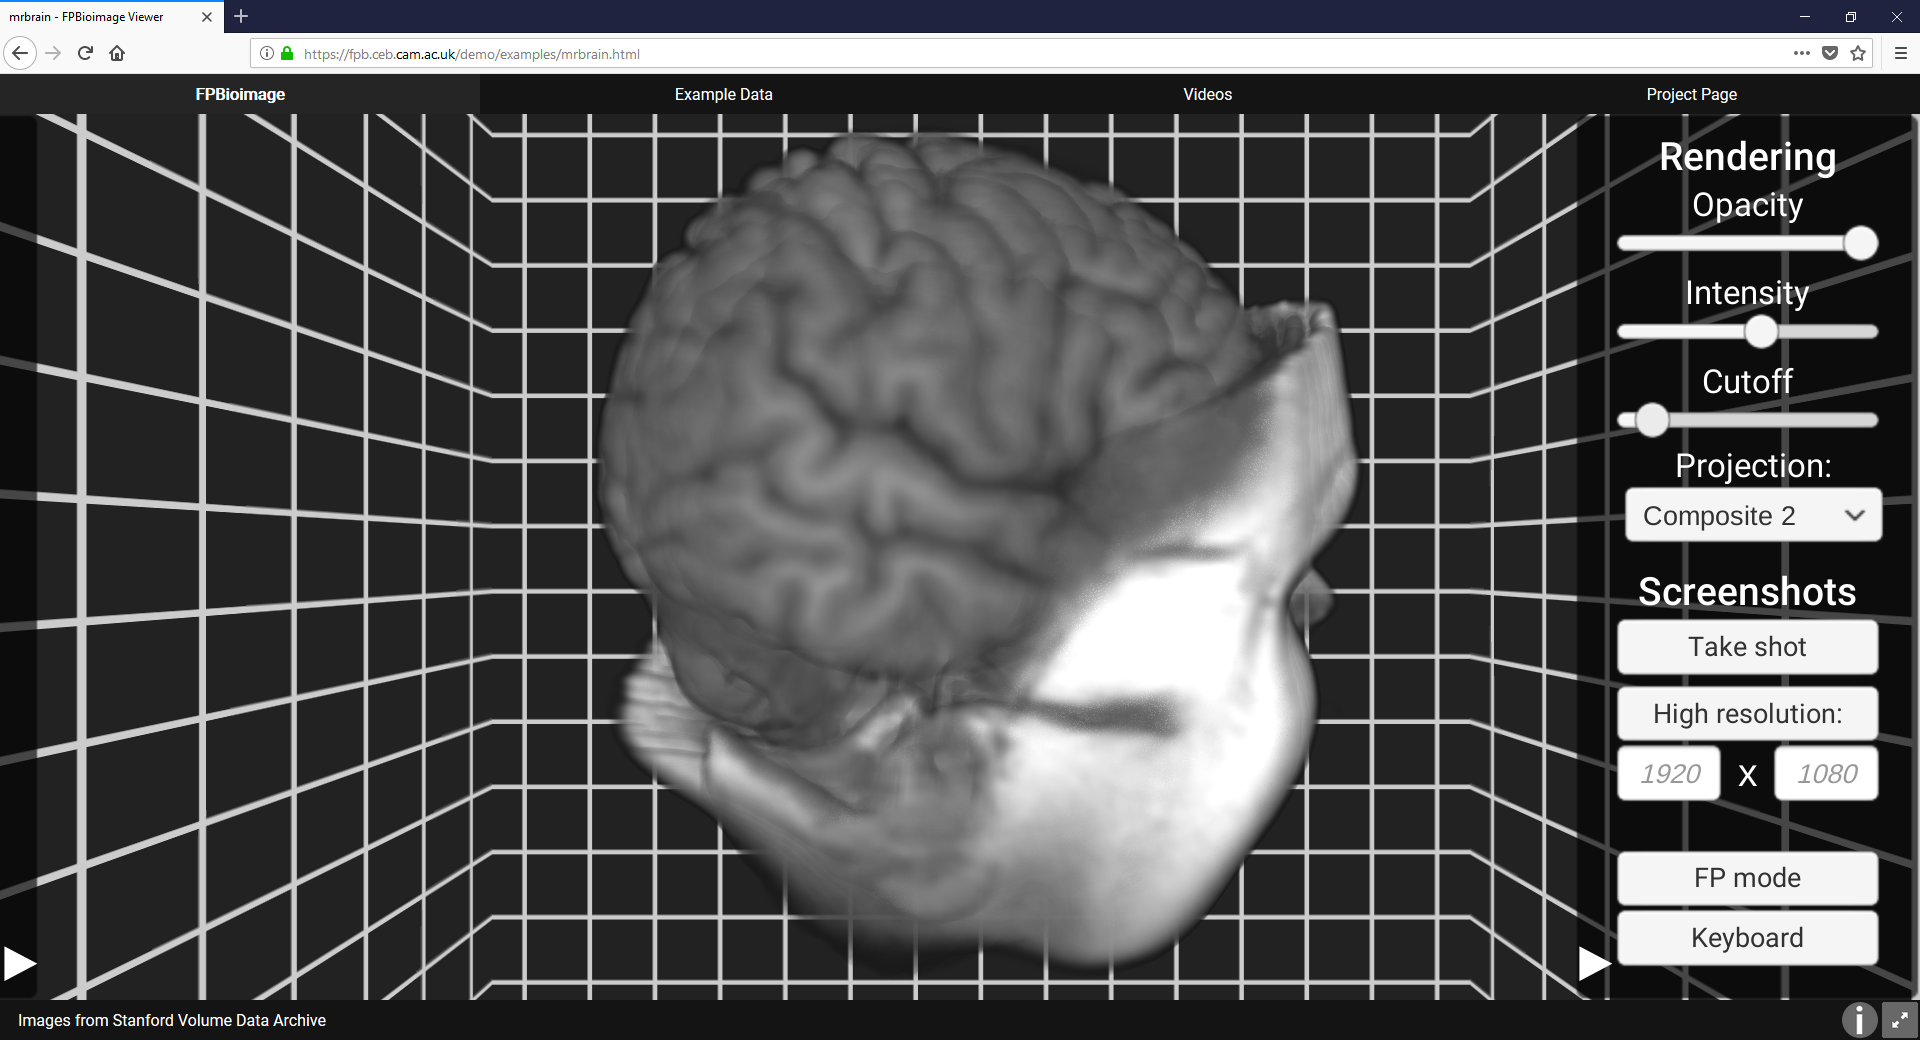 mrbrain - FPBioimage Viewer
https://fpb.ceb.cam.ac.uk/demo/examples/mrbrain.html
FPBioimage
Example Data
Videos
Project Page
Rendering
Opacity
Intensity
Cutoff
Projection:
Composite 2
Screenshots
Take shot
High resolution:
1920 X 1080
FP mode
Keyboard
Images from Stanford Volume Data Archive